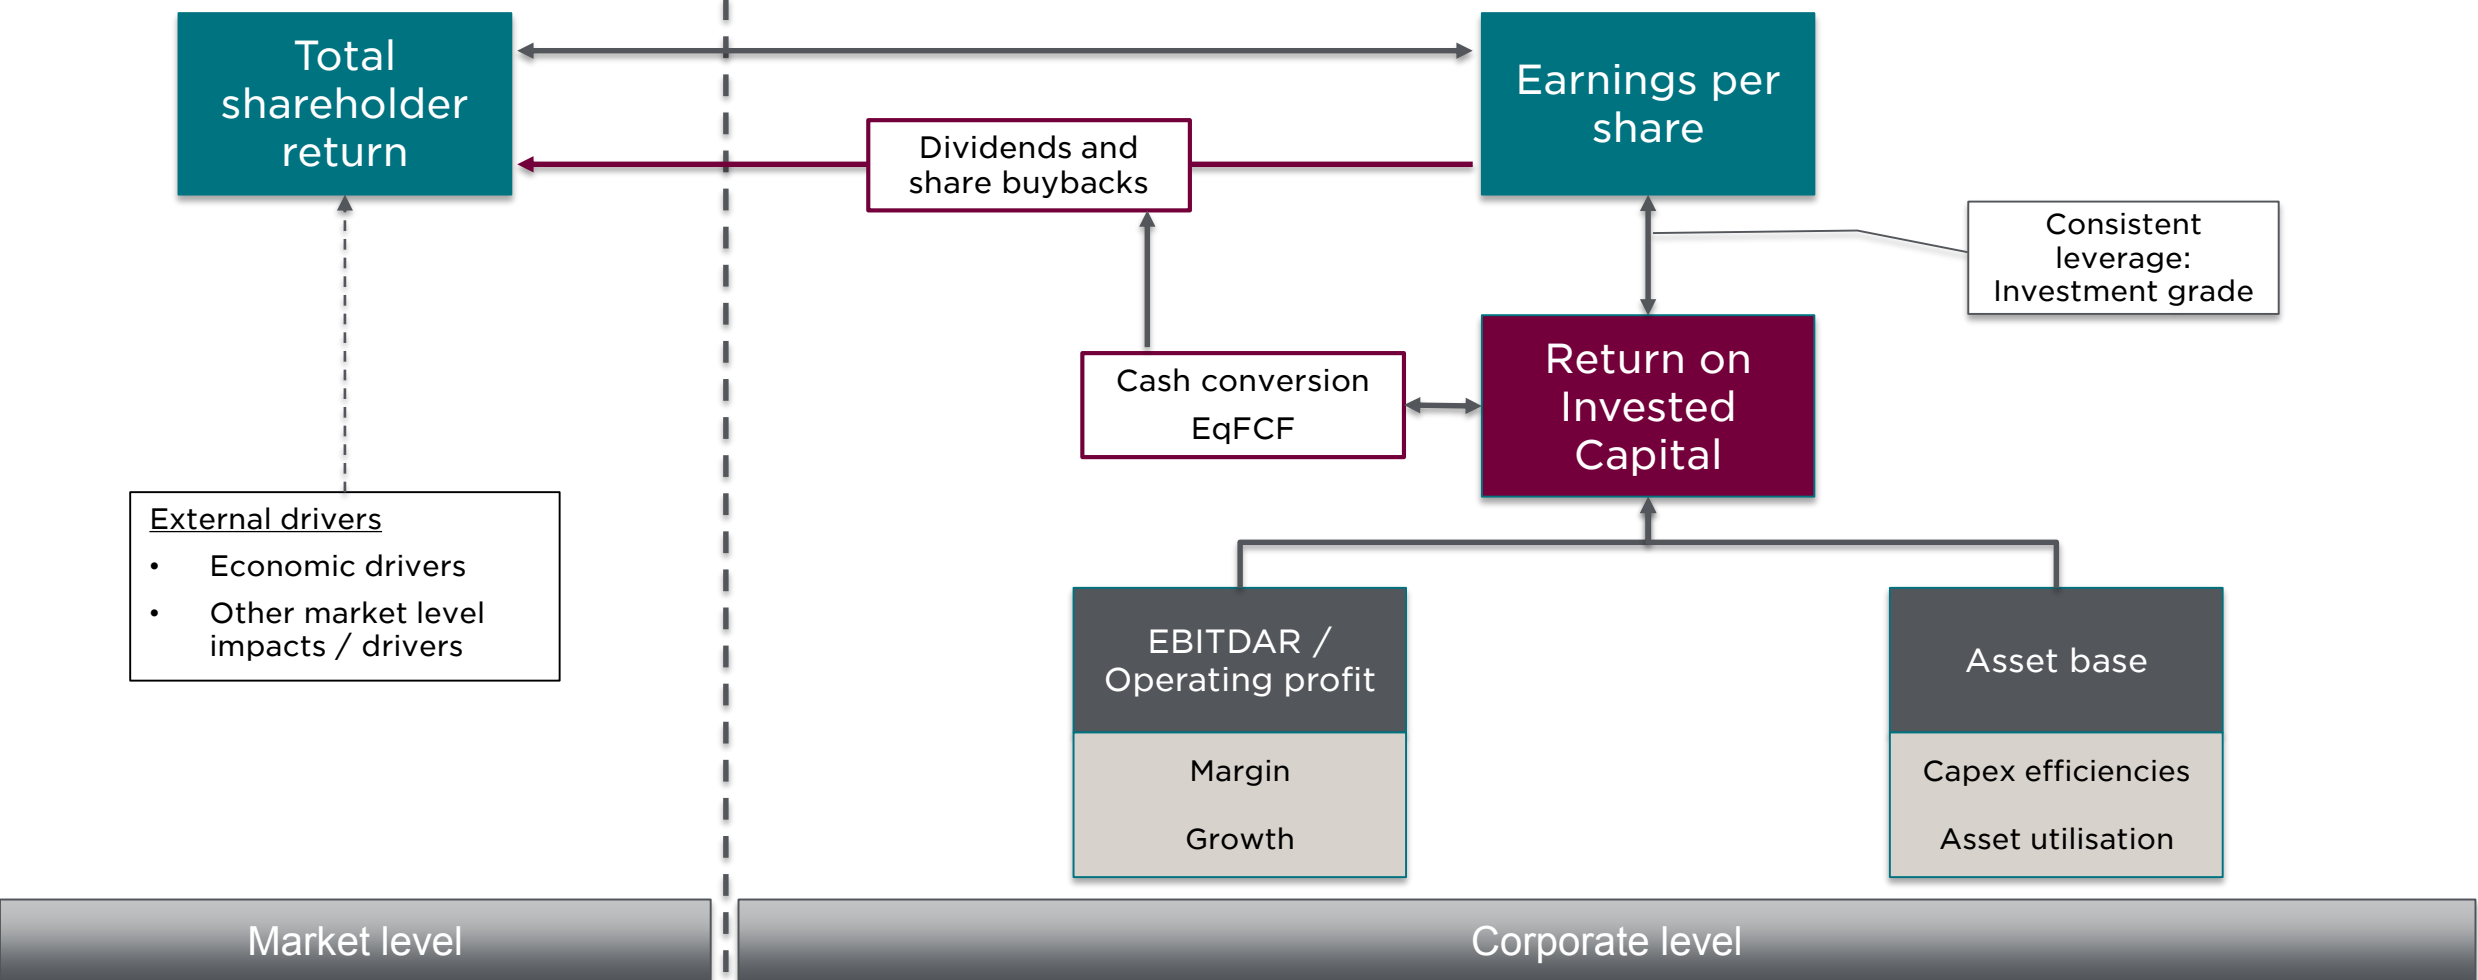 Total
shareholder
return
Earnings per
share
Dividends and
share buybacks
Consistent
leverage:
Investment grade
Cash conversion
EqFCF
Return on
Invested
Capital
External drivers
• Economic drivers
• Other market level
impacts / drivers
EBITDAR /
Operating profit
Margin
Growth
Asset base
Capex efficiencies
Asset utilisation
Market level
Corporate level